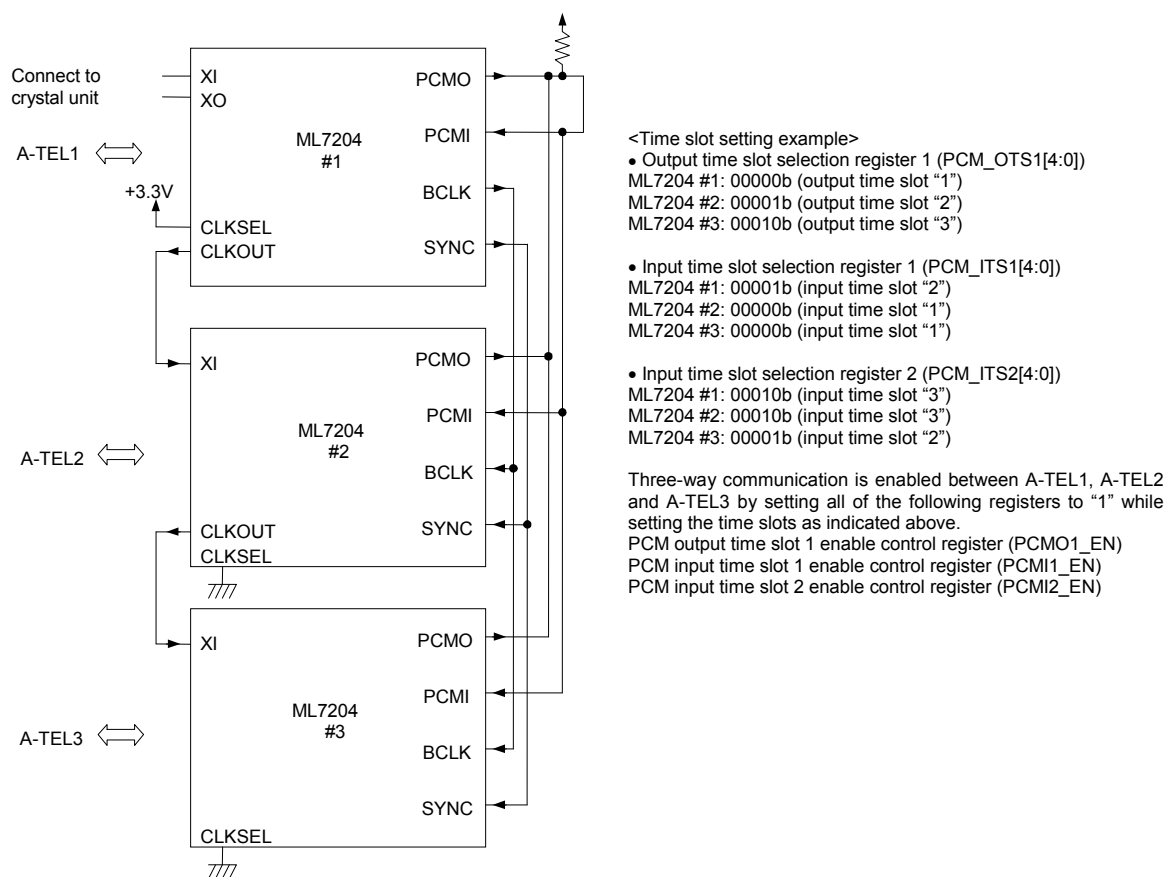 Connect to
crystal unit
XI
XO
PCMO
PCMI
ML7204
#1
A-TEL1
+3.3V
BCLK
CLKSEL
CLKOUT
SYNC
XI
PCMO
PCMI
ML7204
#2
A-TEL2
BCLK
CLKOUT
SYNC
CLKSEL
XI
PCMO
PCMI
ML7204
#3
A-TEL3
BCLK
SYNC
CLKSEL
<Time slot setting example>
• Output time slot selection register 1 (PCM_OTS1[4:0])
ML7204 #1: 00000b (output time slot “1”)
ML7204 #2: 00001b (output time slot “2”)
ML7204 #3: 00010b (output time slot “3”)
• Input time slot selection register 1 (PCM_ITS1[4:0])
ML7204 #1: 00001b (input time slot “2”)
ML7204 #2: 00000b (input time slot “1”)
ML7204 #3: 00000b (input time slot “1”)
• Input time slot selection register 2 (PCM_ITS2[4:0])
ML7204 #1: 00010b (input time slot “3”)
ML7204 #2: 00010b (input time slot “3”)
ML7204 #3: 00001b (input time slot “2”)
Three-way communication is enabled between A-TEL1, A-TEL2
and A-TEL3 by setting all of the following registers to “1” while
setting the time slots as indicated above.
PCM output time slot 1 enable control register (PCMO1_EN)
PCM input time slot 1 enable control register (PCMI1_EN)
PCM input time slot 2 enable control register (PCMI2_EN)